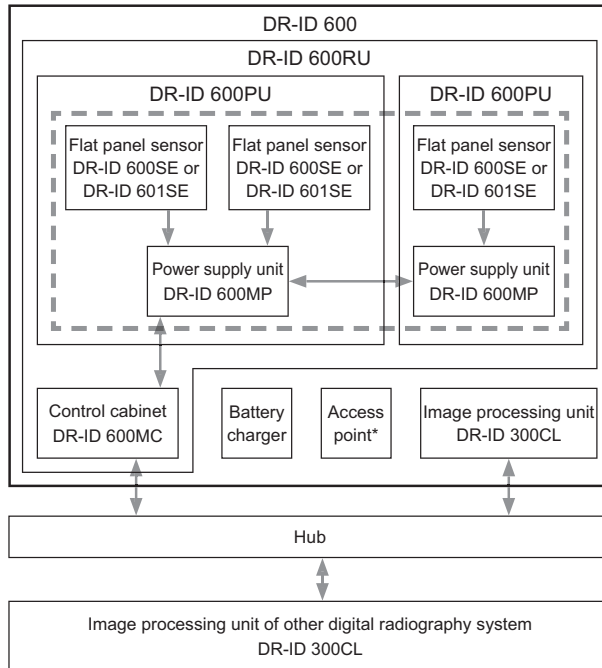 DR-ID 600
DR-ID 600RU
DR-ID 600PU
DR-ID 600PU
Flat panel sensor
DR-ID 600SE or
DR-ID 601SE
Flat panel sensor
DR-ID 600SE or
DR-ID 601SE
Flat panel sensor
DR-ID 600SE or
DR-ID 601SE
Power supply unit
DR-ID 600MP
Power supply unit
DR-ID 600MP
Control cabinet
DR-ID 600MC
Battery
charger
Access
point*
Image processing unit
DR-ID 300CL
Hub
Image processing unit of other digital radiography system
DR-ID 300CL